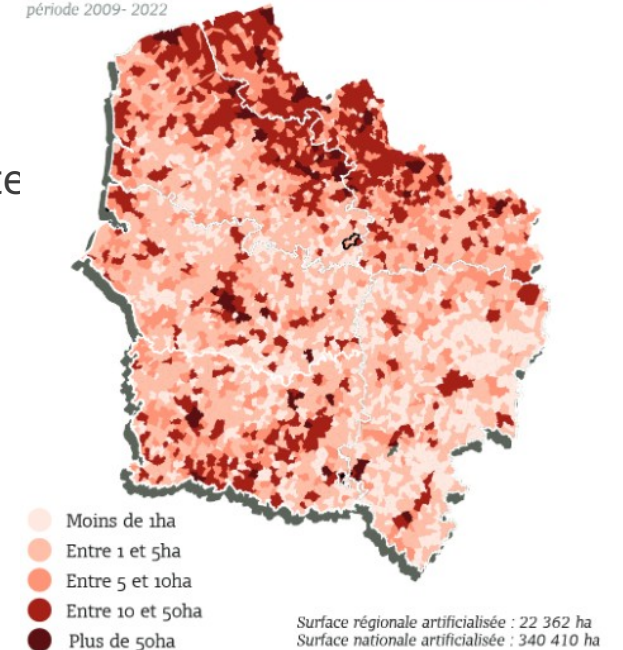 période 2009- 2022
te
Moins de 1ha
Entre 1 et 5ha
Entre 5 et 10ha
Entre 10 et 50ha
Plus de 50ha
Surface régionale artificialisée : 22 362 ha
Surface nationale artificialisée : 340 410 ha